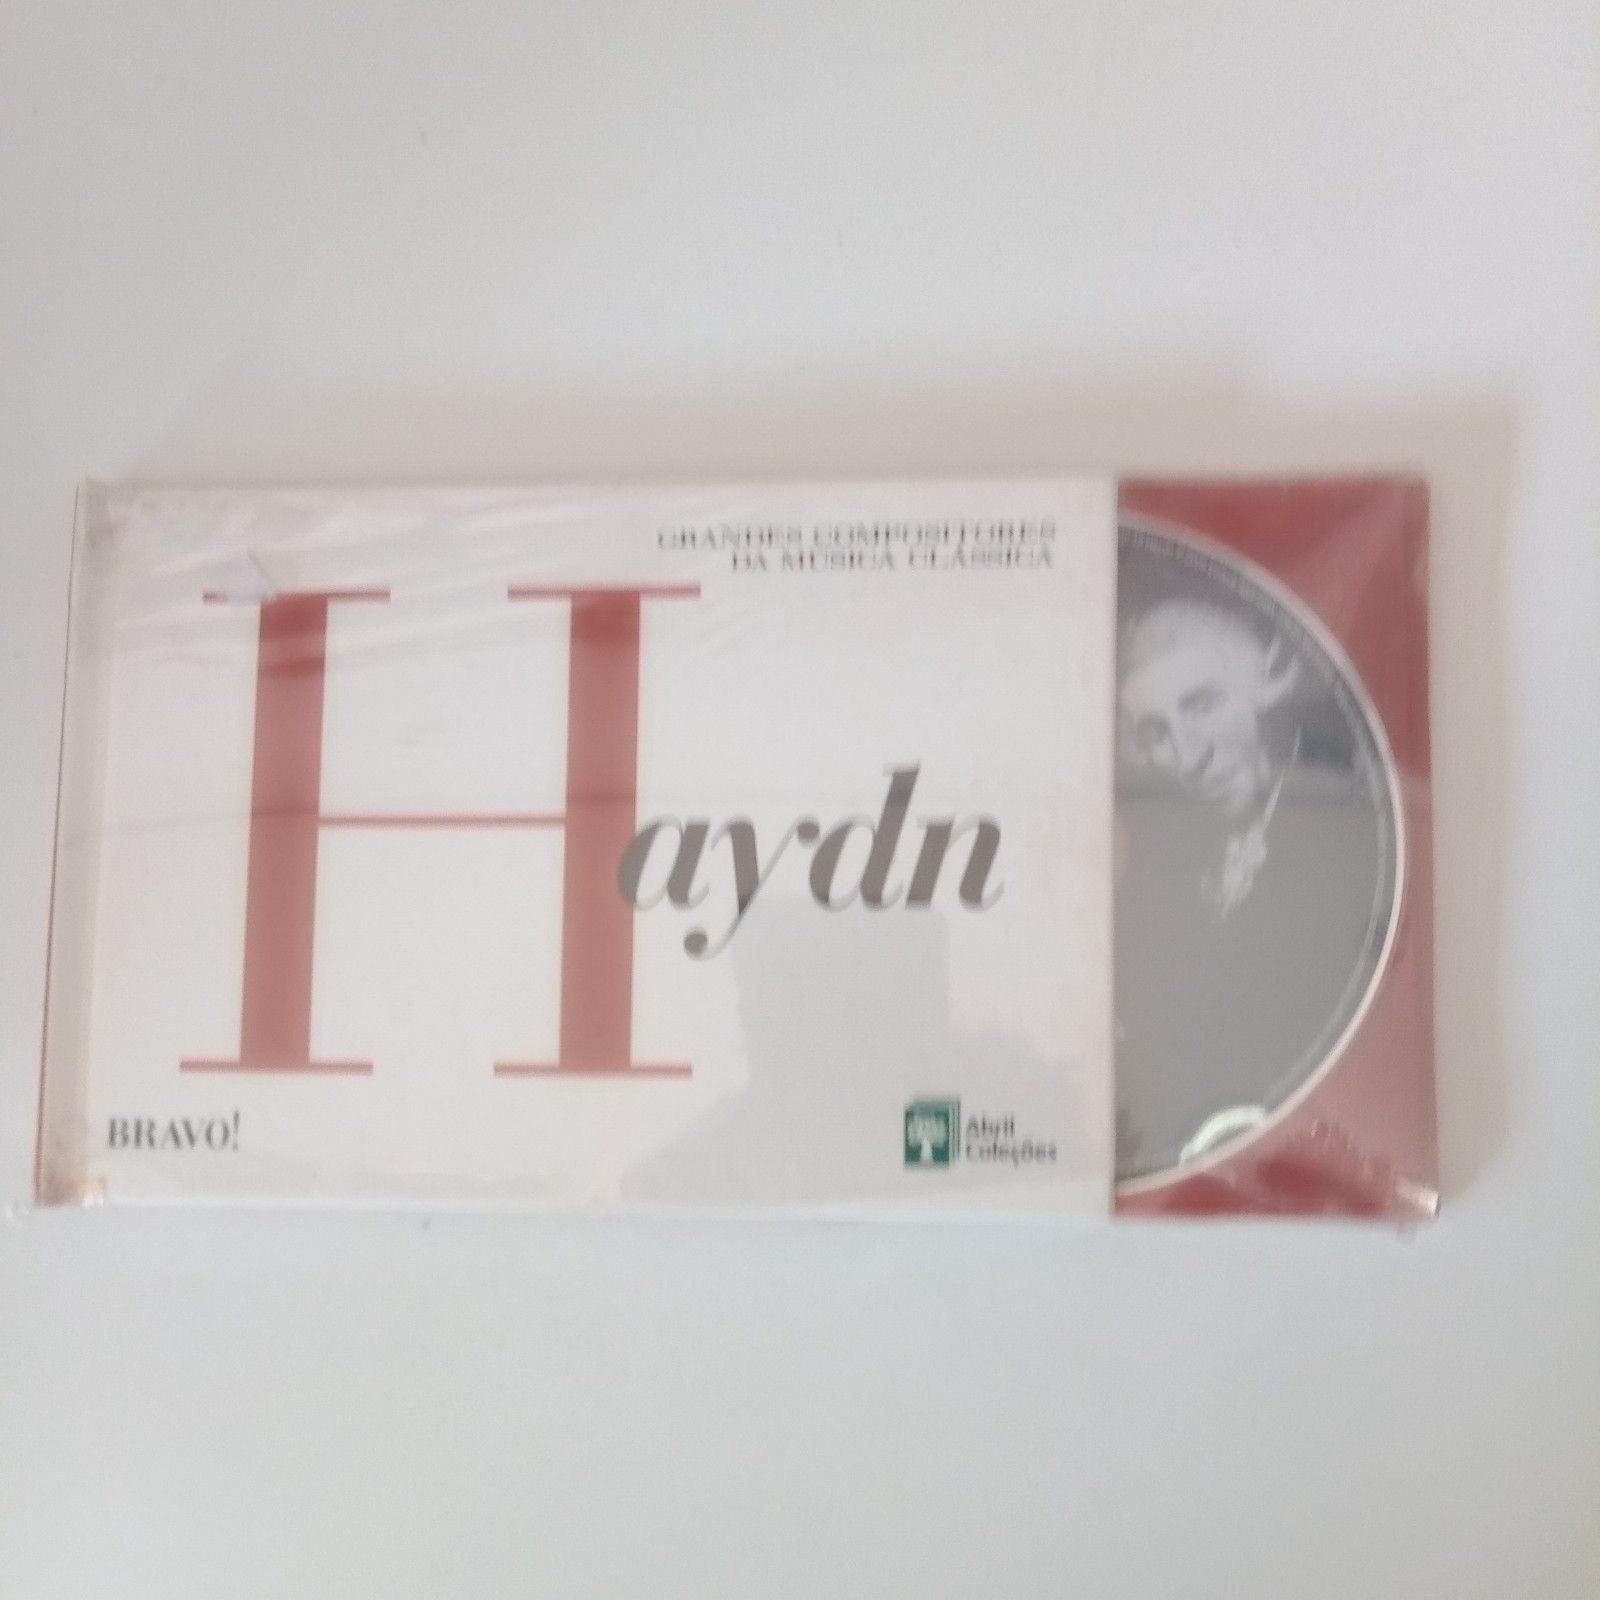 GRANDES COMPOSITORES
DA MÚSICA CLÁSSICA
Haydn
BRAVO!
Abril
Coleções